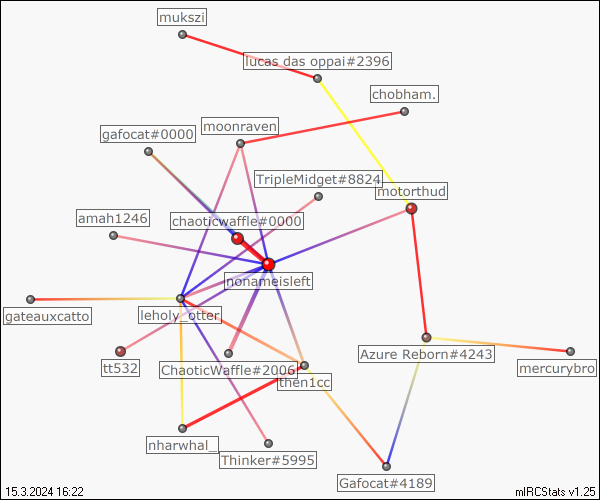 mukszi
lucas das oppai#2396
chobham.
moonraven
gafocat#0000
TripleMidget#8824
motorthud
amah1246
chaoticwaffle#0000
nonameisleft
gateauxcatto
leholy_otter
Azure Reborn#4243
tt532
ChaoticWaffle#2006
mercurybro
then1cc
nharwhal_
Thinker#5995
Gafocat#4189
15.3.2024 16:22
mIRCStats v1.25